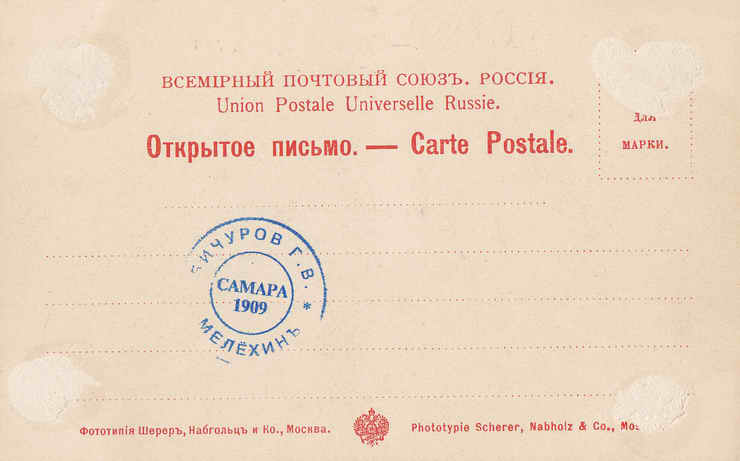 ВСЕМІРНЫЙ ПОЧТОВЫЙ СОЮЗЪ. РОССІЯ.
Union Postale Universelle Russie.
Открытое письмо. — Carte Postale.
ДЛЯ
МАРКИ.
Г.В. *
САМАРА
1909
МЕЛЁХИНЪ
Фототипія Шереръ, Набгольцъ и Ко., Москва.
Phototypie Scherer, Nabholz & Co.,